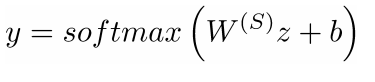 y = softmax(W^{(S)}z + b)